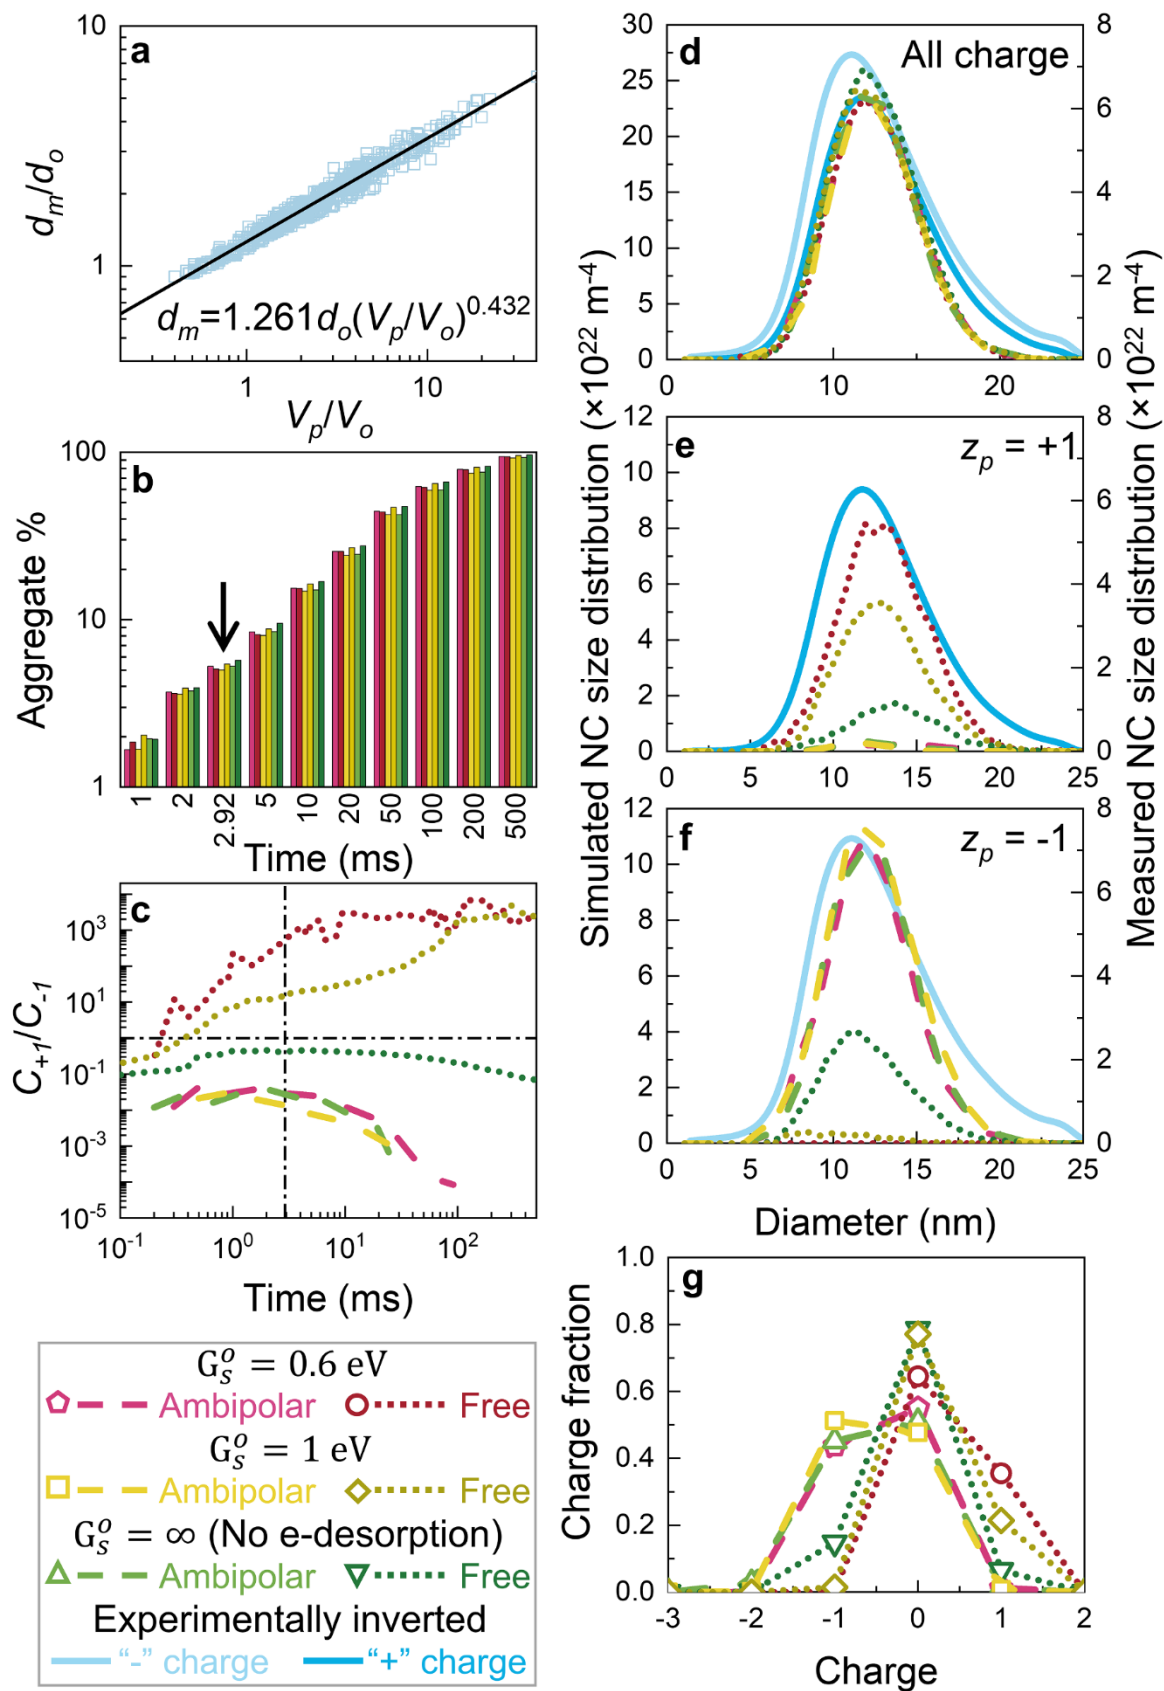 a
10
1
d_m/d_o
d_m=1.261d_o(V_p/V_o)^0.432
1 10
V_p/V_o
b
100
10
1
Aggregate %
1 2 2.92 5 10 20 50 100 200 500
Time (ms)
c
10^3
10^1
10^-1
10^-3
10^-5
C_+1/C_-1
10^-1 10^0 10^1 10^2
Time (ms)
G_s^o = 0.6 eV
Ambipolar Free
G_s^o = 1 eV
Ambipolar Free
G_s^o = ∞ (No e-desorption)
Ambipolar Free
Experimentally inverted
“-” charge “+” charge
d
All charge
30
25
20
15
10
5
0
8
6
4
2
0
0 10 20
Simulated NC size distribution (×10^22 m^-4)
Measured NC size distribution (×10^22 m^-4)
e
z_p = +1
12
10
8
6
4
2
0
8
6
4
2
0
0 5 10 15 20 25
f
z_p = -1
12
10
8
6
4
2
0
8
6
4
2
0
0 5 10 15 20 25
Diameter (nm)
g
1.0
0.8
0.6
0.4
0.2
0.0
Charge fraction
-3 -2 -1 0 1 2
Charge